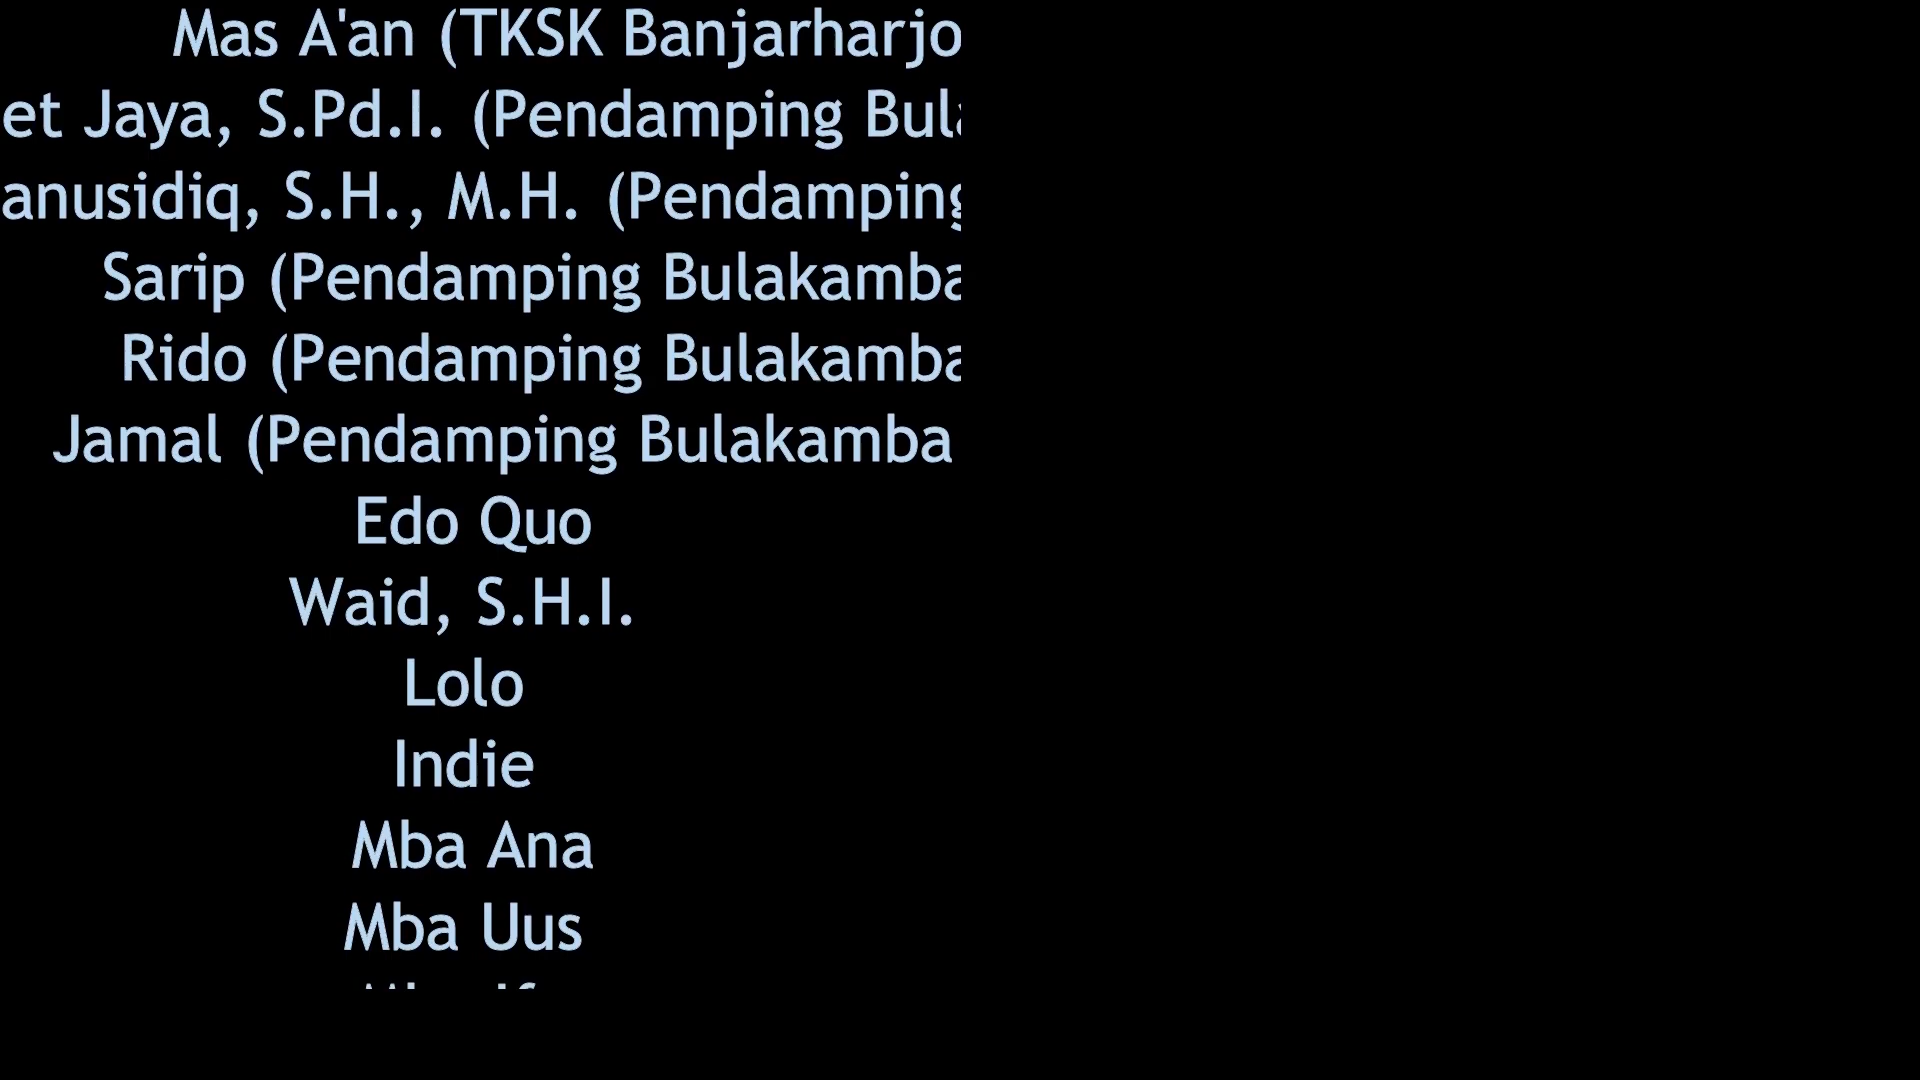 Mas A'an (TKSK Banjarharjo
et Jaya, S.Pd.I. (Pendamping
anusidiq, S.H., M.H. (Pendamping
Sarip (Pendamping Bulakamba
Rido (Pendamping Bulakamba
Jamal (Pendamping Bulakamba
Edo Quo
Waid, S.H.I.
Lolo
Indie
Mba Ana
Mba Uus